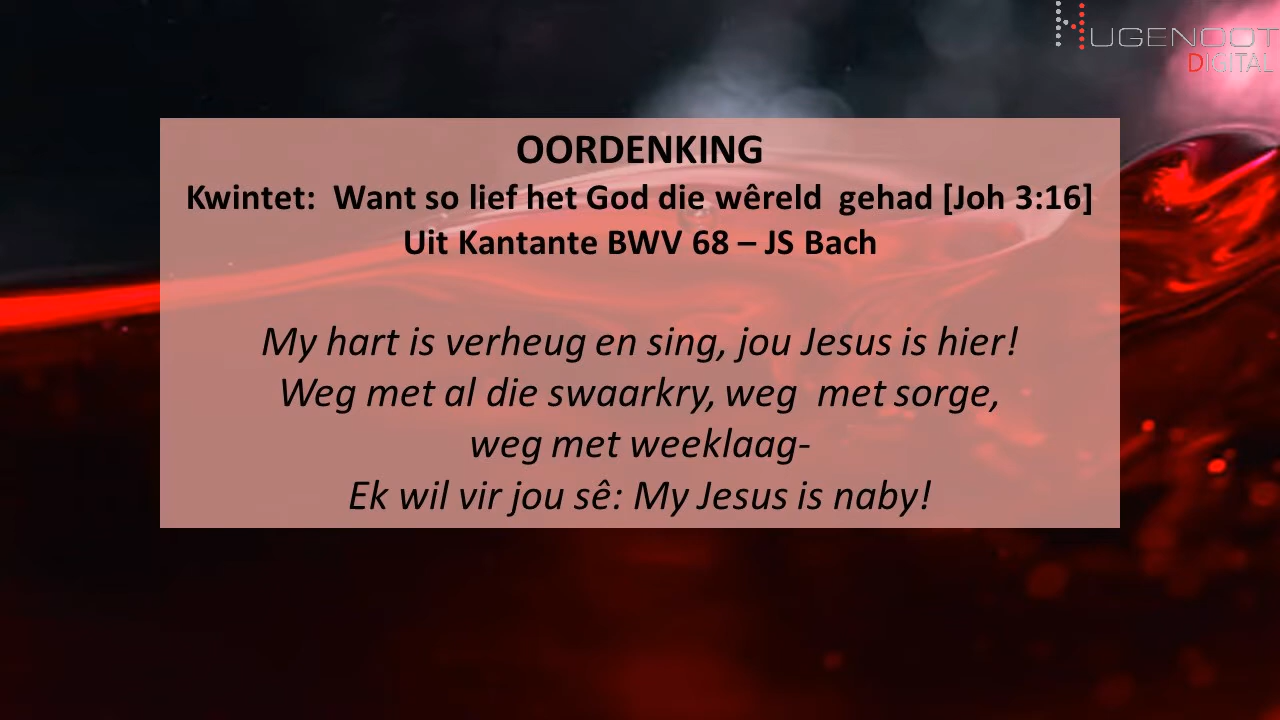 HUGENOOT
DIGITAL
OORDENKING
Kwintet:  Want so lief het God die wêreld  gehad [Joh 3:16]
Uit Kantante BWV 68 – JS Bach
My hart is verheug en sing, jou Jesus is hier!
Weg met al die swaarkry, weg  met sorge,
weg met weeklaag-
Ek wil vir jou sê: My Jesus is naby!